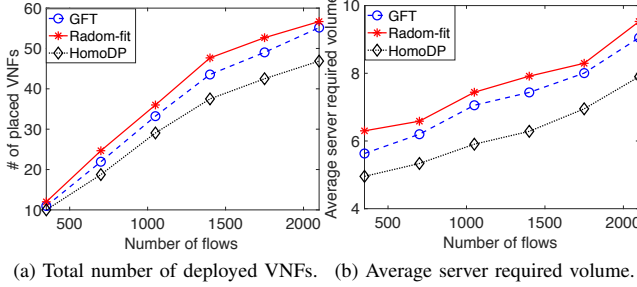 60
50
40
30
20
10
# of placed VNFs
GFT
Radom-fit
HomoDP
500 1000 1500 2000
Number of flows
(a) Total number of deployed VNFs.
10
8
6
4
Average server required volume
GFT
Radom-fit
HomoDP
500 1000 1500 2000
Number of flows
(b) Average server required volume.